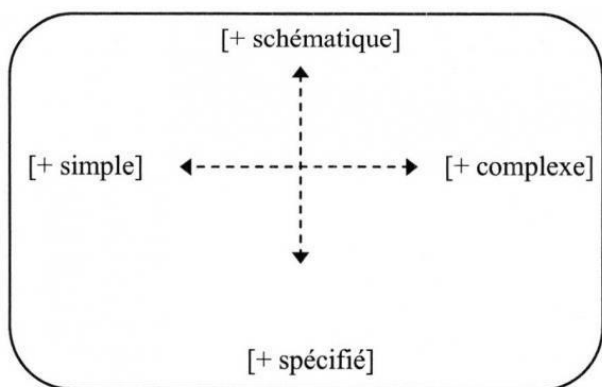 [+ schématique]
[+ simple] [+ complexe]
[+ spécifié]